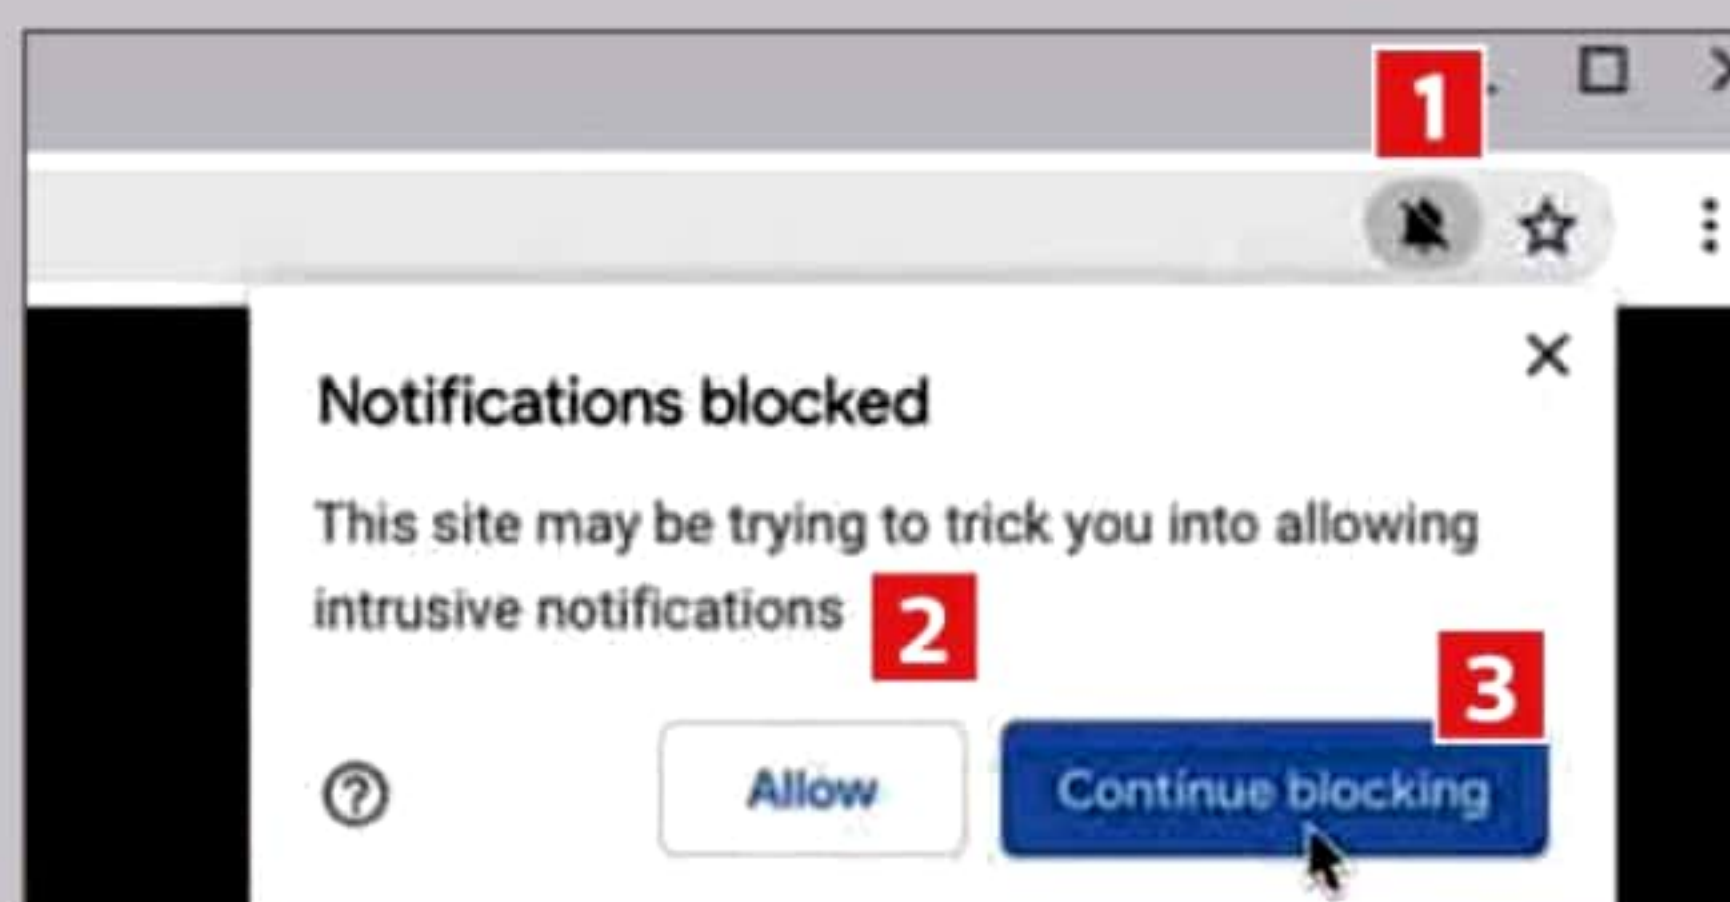 1
Notifications blocked
This site may be trying to trick you into allowing
intrusive notifications 2
3
Allow Continue blocking